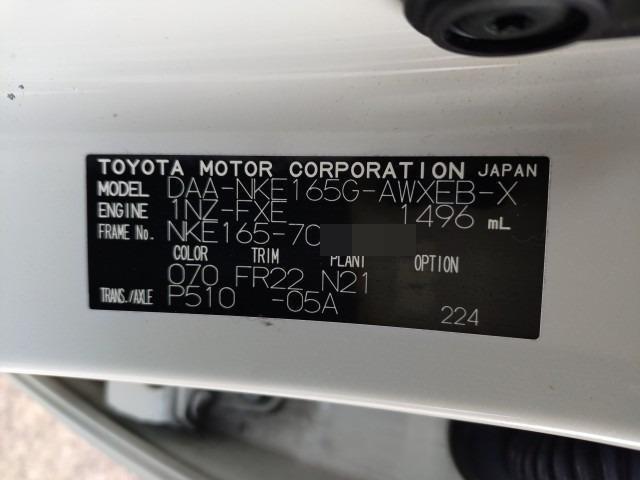 TOYOTA MOTOR CORPORATION JAPAN
MODEL DAA-NKE165G-AWXEB-X
ENGINE 1NZ-FXE 1496 mL
FRAME No. NKE165-70
COLOR TRIM PLANT OPTION
070 FR22 N21
TRANS./AXLE P510 -05A
224